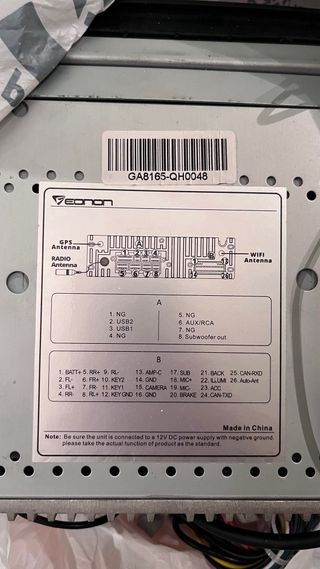 GA8165-QH0048
EONON
GPS Antenna
RADIO Antenna
WIFI Antenna
A
1. NG 5. NG
2. USB2 6. AUX/RCA
3. USB1 7. NG
4. NG 8. Subwoofer out
B
1. BATT+ 5. RR+ 9. RL- 13. AMP-C 17. SUB 21. BACK 25. CAN-RXD
2. FL- 6. FR+ 10. KEY2 14. GND 18. MIC+ 22. ILLUMI 26. Auto-Ant
3. FL+ 7. FR- 11. KEY1 15. CAMERA 19. MIC- 23. ACC
4. RR- 8. RL+ 12. KEY GND 16. GND 20. BRAKE 24. CAN-TXD
Made in China
Note: Be sure the unit is connected to a 12V DC power supply with negative ground.
please take the actual function of product as the standard.